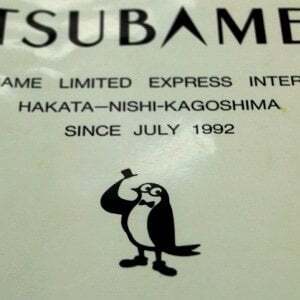 TSUBAME
AME LIMITED EXPRESS INTER
HAKATA—NISHI-KAGOSHIMA
SINCE JULY 1992